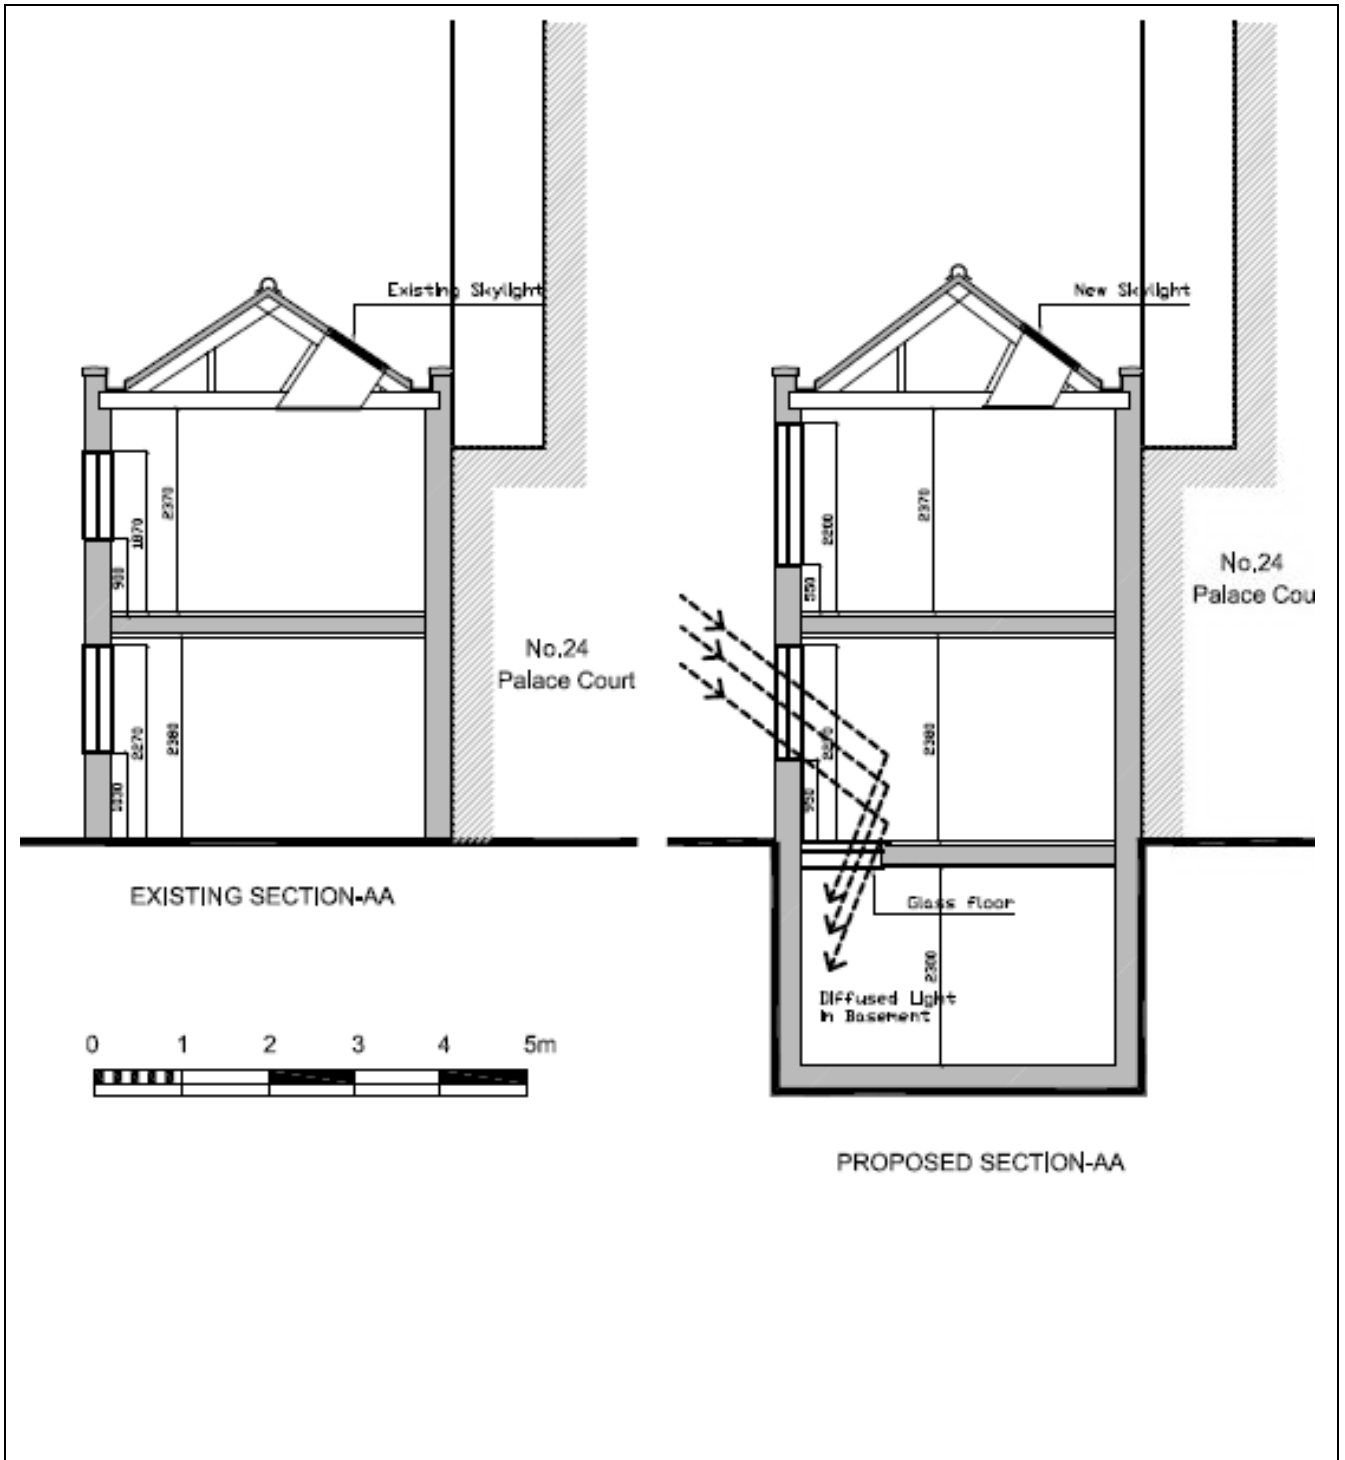 Existing Skylight
New Skylight
2370
1870
900
2370
2200
550
No.24
Palace Court
No.24
Palace Cou
2270
2380
1030
2380
950
EXISTING SECTION-AA
Glass floor
2300
Diffused Light
In Basement
0 1 2 3 4 5m
PROPOSED SECTION-AA